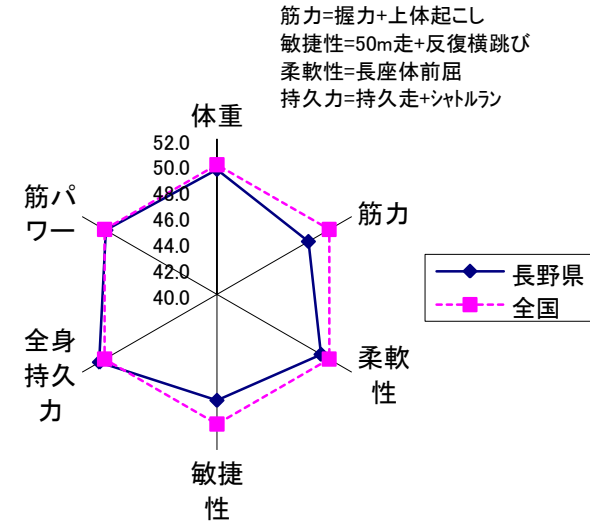 筋力=握力+上体起こし
敏捷性=50m走+反復横跳び
柔軟性=長座体前屈
持久力=持久走+シャトルラン
体重
52.0
50.0
48.0
46.0
44.0
42.0
40.0
筋パ
ワー
筋力
長野県
全国
全身
持久
力
柔軟
性
敏捷
性